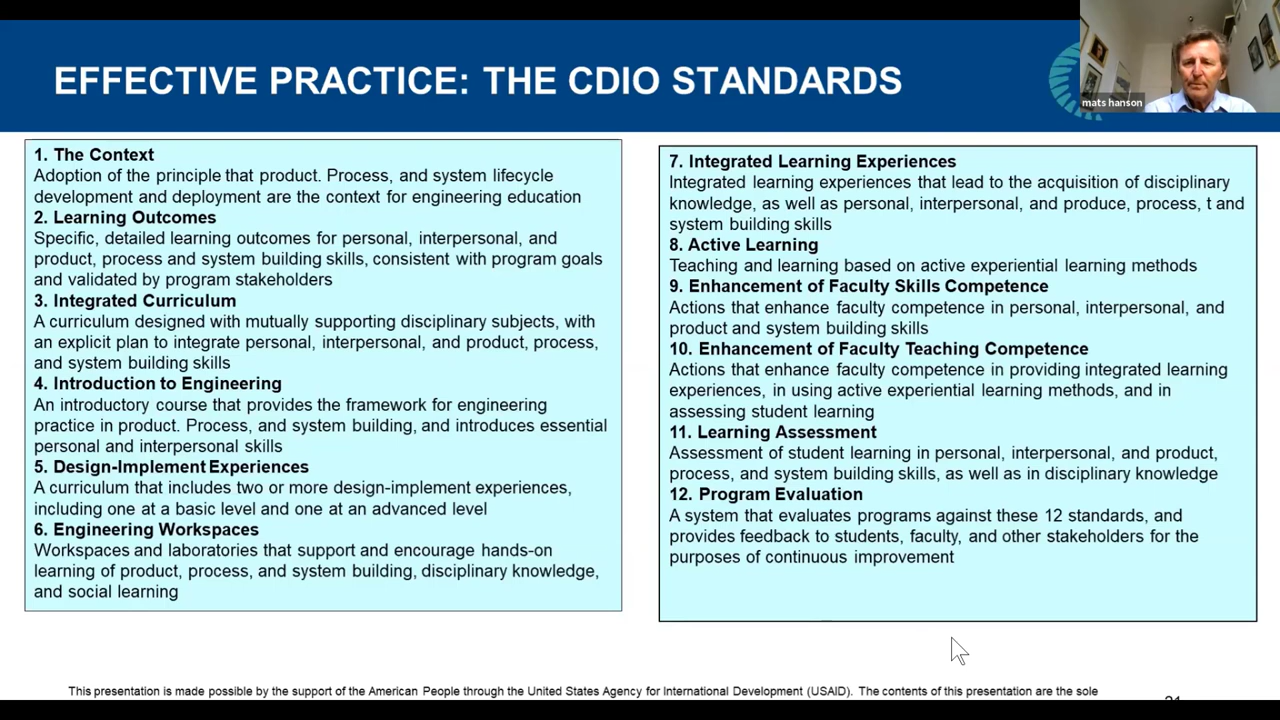 EFFECTIVE PRACTICE: THE CDIO STANDARDS
mats hanson
1. The Context
Adoption of the principle that product. Process, and system lifecycle
development and deployment are the context for engineering education
2. Learning Outcomes
Specific, detailed learning outcomes for personal, interpersonal, and
product, process and system building skills, consistent with program goals
and validated by program stakeholders
3. Integrated Curriculum
A curriculum designed with mutually supporting disciplinary subjects, with
an explicit plan to integrate personal, interpersonal, and product, process,
and system building skills
4. Introduction to Engineering
An introductory course that provides the framework for engineering
practice in product. Process, and system building, and introduces essential
personal and interpersonal skills
5. Design-Implement Experiences
A curriculum that includes two or more design-implement experiences,
including one at a basic level and one at an advanced level
6. Engineering Workspaces
Workspaces and laboratories that support and encourage hands-on
learning of product, process, and system building, disciplinary knowledge,
and social learning
7. Integrated Learning Experiences
Integrated learning experiences that lead to the acquisition of disciplinary
knowledge, as well as personal, interpersonal, and produce, process, t and
system building skills
8. Active Learning
Teaching and learning based on active experiential learning methods
9. Enhancement of Faculty Skills Competence
Actions that enhance faculty competence in personal, interpersonal, and
product and system building skills
10. Enhancement of Faculty Teaching Competence
Actions that enhance faculty competence in providing integrated learning
experiences, in using active experiential learning methods, and in
assessing student learning
11. Learning Assessment
Assessment of student learning in personal, interpersonal, and product,
process, and system building skills, as well as in disciplinary knowledge
12. Program Evaluation
A system that evaluates programs against these 12 standards, and
provides feedback to students, faculty, and other stakeholders for the
purposes of continuous improvement
This presentation is made possible by the support of the American People through the United States Agency for International Development (USAID). The contents of this presentation are the sole